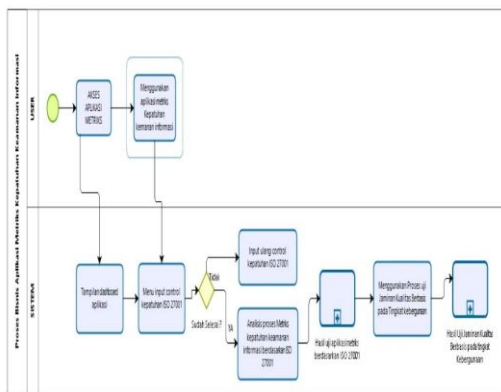 Proses Bisnis Aplikasi Metriks Kepatuhan Keamanan Informasi
USER
AKSES
APLIKASI
METRIKS
Menggunakan
aplikasi metriks
Kepatuhan
kemanan informasi
SISTEM
Tampilan dashboard
aplikasi
Menu input control
kepatuhan ISO 27001
Sudah Selesai?
Tidak
YA
Input ulang control
kepatuhan ISO 27001
Analisis proses Metriks
kepatuhan keamanan
informasi berdasarkan ISO
27001
Hasil uji aplikasi metriks
berdasarkan ISO 27001
Menggunakan Proses uji
Jaminan Kualitas Berbasis
pada Tingkat
kebergunaan
Hasil Uji Jaminan Kualitas
Berbasis pada tingkat
Kebergunaan